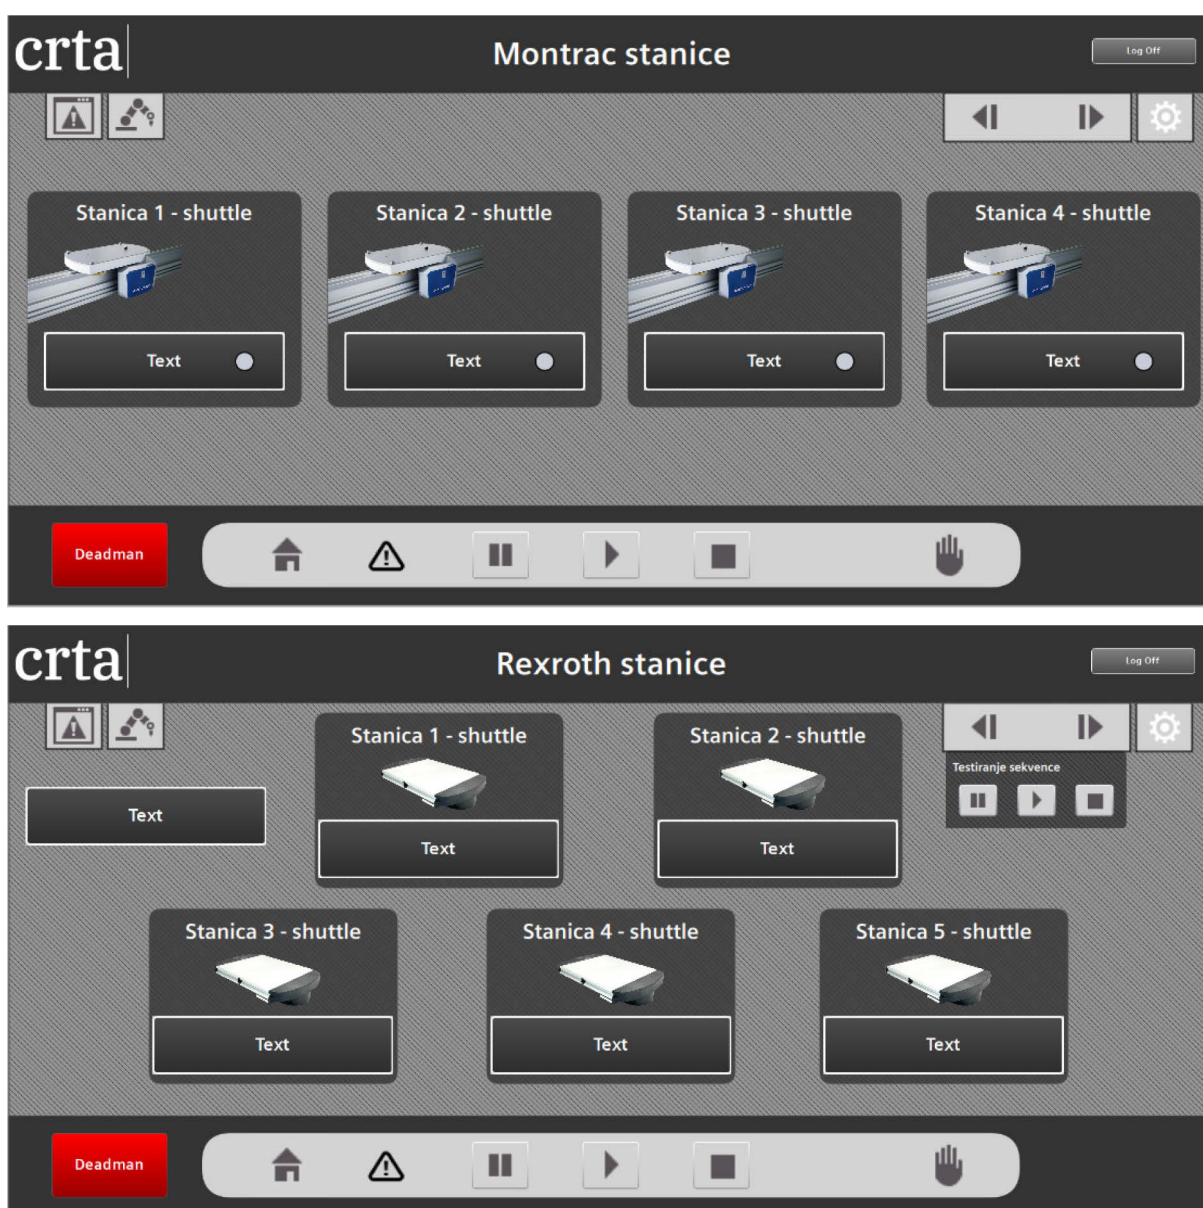 crta
Montrac stanice
Log Off
Stanica 1 - shuttle
Stanica 2 - shuttle
Stanica 3 - shuttle
Stanica 4 - shuttle
Text
Text
Text
Text
Deadman
crta
Rexroth stanice
Log Off
Stanica 1 - shuttle
Stanica 2 - shuttle
Testiranje sekvence
Text
Text
Text
Stanica 3 - shuttle
Stanica 4 - shuttle
Stanica 5 - shuttle
Text
Text
Text
Deadman